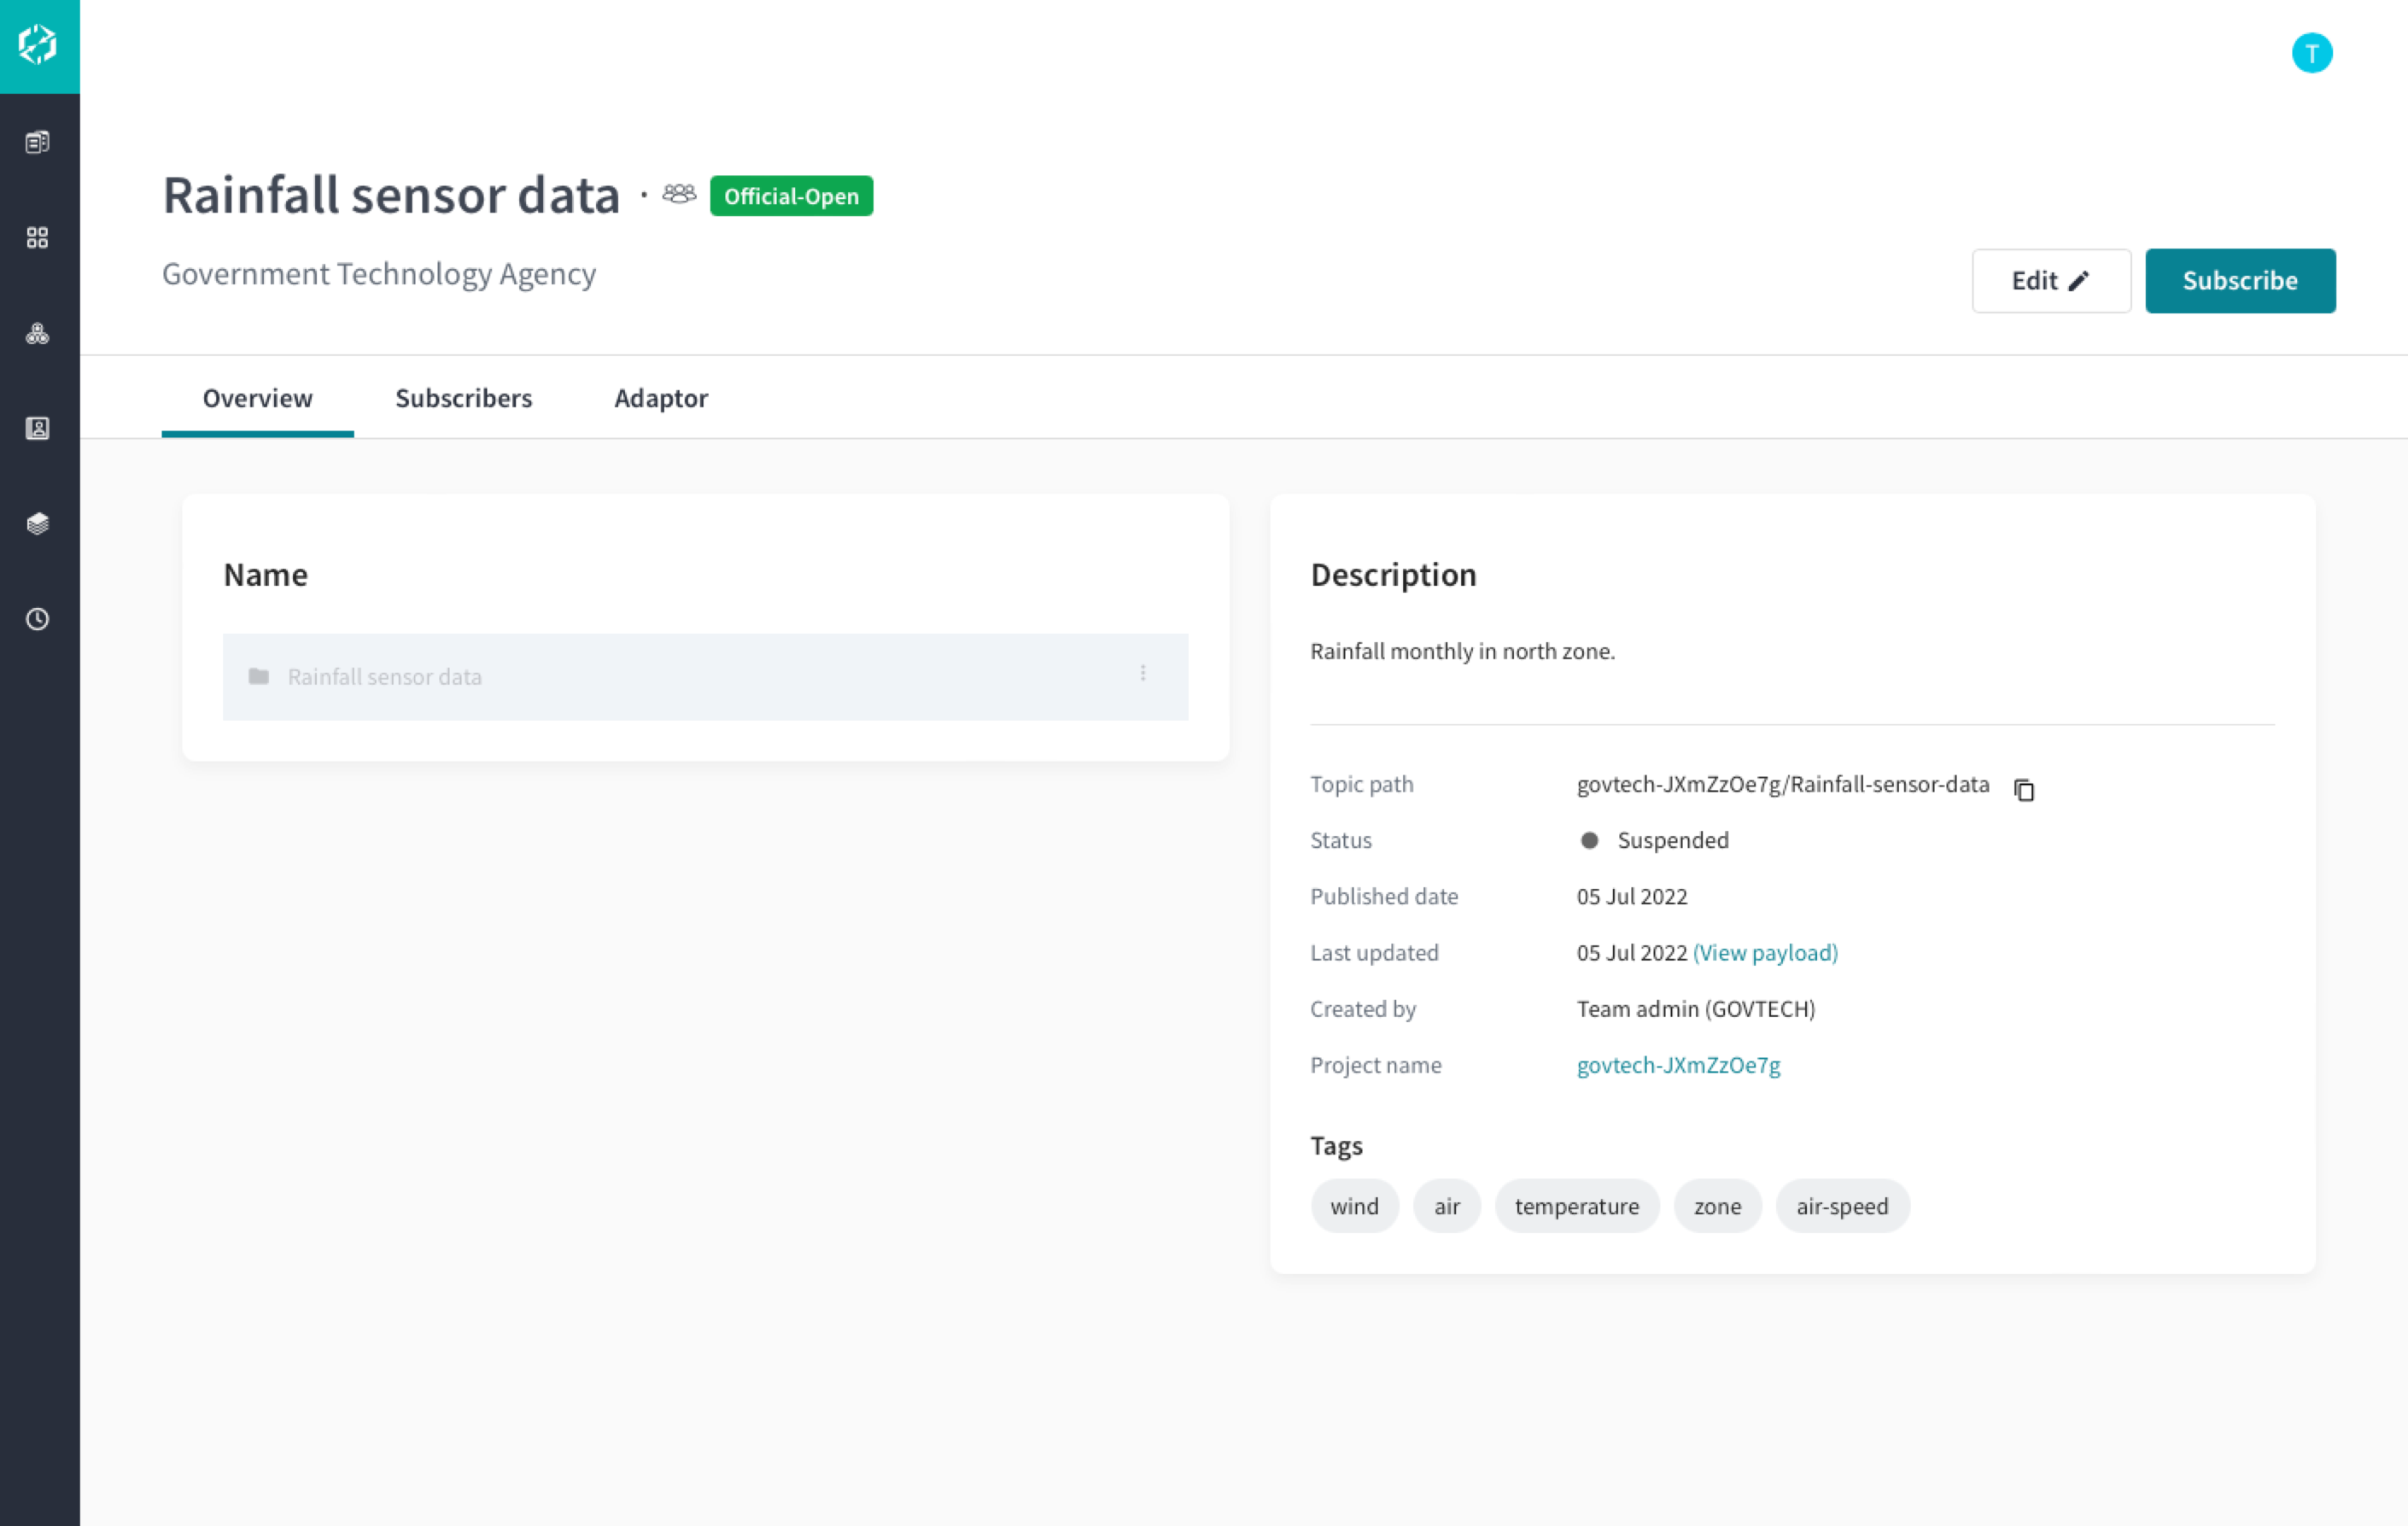 T
Rainfall sensor data · Official-Open
Government Technology Agency
Edit
Subscribe
Overview
Subscribers
Adaptor
Name
Rainfall sensor data
Description
Rainfall monthly in north zone.
Topic path govtech-JXmZzOe7g/Rainfall-sensor-data
Status Suspended
Published date 05 Jul 2022
Last updated 05 Jul 2022 (View payload)
Created by Team admin (GOVTECH)
Project name govtech-JXmZzOe7g
Tags
wind air temperature zone air-speed